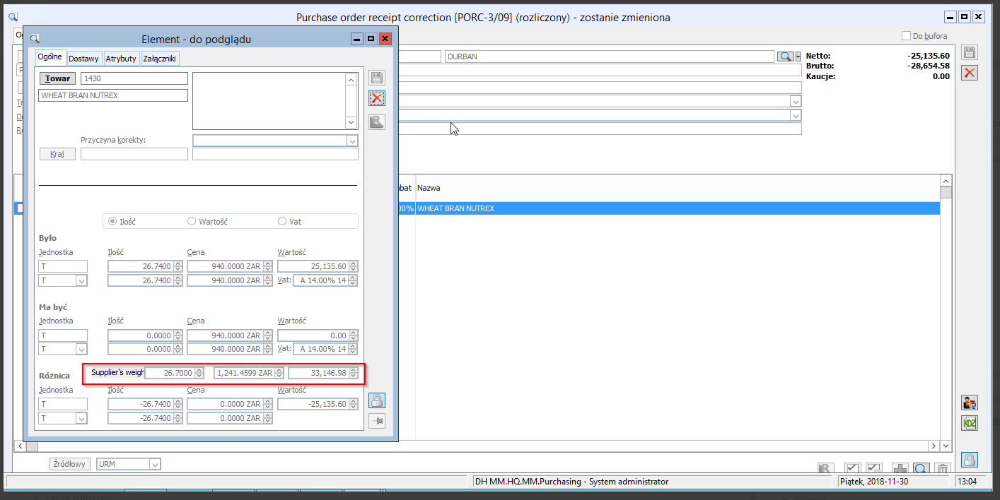 Purchase order receipt correction [PORC-3/09] (rozliczony) - zostanie zmieniona
Do bufora
DURBAN
Netto: -25,135.60
Brutto: -28,654.58
Kaucje: 0.00
Element - do podglądu
Ogólne Dostawy Atrybuty Załączniki
Towar 1430
WHEAT BRAN NUTREX
Przyczyna korekty:
Kraj
Ilość Wartość Vat
Było
Jednostka Ilość Cena Wartość
T 26.7400 940.0000 ZAR 25,135.60
T 26.7400 940.0000 ZAR Vat: A 14.00% 14
Ma być
Jednostka Ilość Cena Wartość
T 0.0000 940.0000 ZAR 0.00
T 0.0000 940.0000 ZAR Vat: A 14.00% 14
Supplier's weigh 26.7000 1,241.4599 ZAR 33,146.98
Różnica
Jednostka Ilość Cena Wartość
T -26.7400 0.0000 ZAR -25,135.60
T -26.7400 0.0000 ZAR
bat Nazwa
00% WHEAT BRAN NUTREX
KDZ
Źródłowy URM
DH MM.HQ.MM.Purchasing - System administrator
Piątek, 2018-11-30 13:04